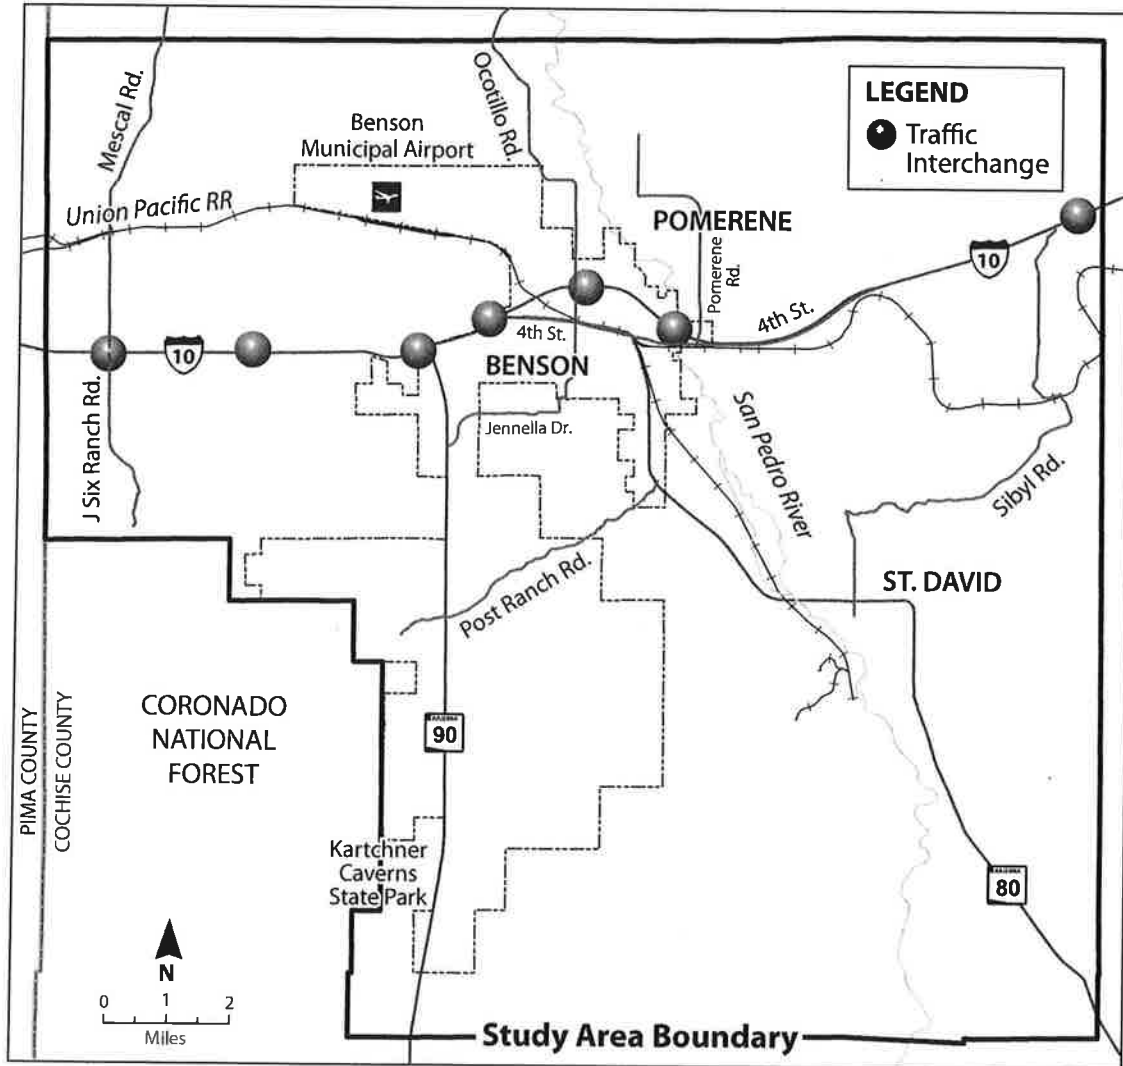 Mescal Rd.
Ocotillo Rd.
LEGEND
Traffic
Interchange
Benson
Municipal Airport
Union Pacific RR
POMERENE
Pomerene
Rd.
10
4th St.
4th St.
10
BENSON
J Six Ranch Rd.
Jennella Dr.
San Pedro River
Sibyl Rd.
Post Ranch Rd.
ST. DAVID
CORONADO
NATIONAL
FOREST
PIMA COUNTY
COCHISE COUNTY
ARIZONA
90
Kartchner
Caverns
State Park
ARIZONA
80
N
0 1 2
Miles
Study Area Boundary